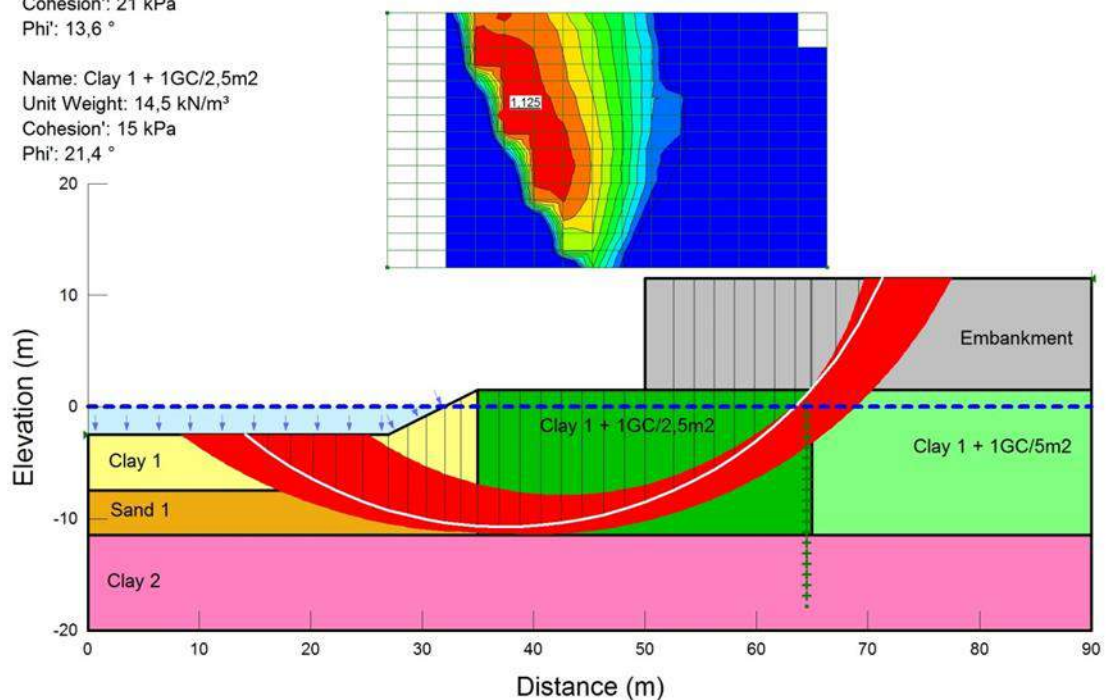 Cohesion': 21 kPa
Phi': 13,6 °
Name: Clay 1 + 1GC/2,5m2
Unit Weight: 14,5 kN/m³
Cohesion': 15 kPa
Phi': 21,4 °
1,125
20
10
0
-10
-20
Elevation (m)
Embankment
Clay 1 + 1GC/2,5m2
Clay 1 + 1GC/5m2
Clay 1
Sand 1
Clay 2
0 10 20 30 40 50 60 70 80 90
Distance (m)